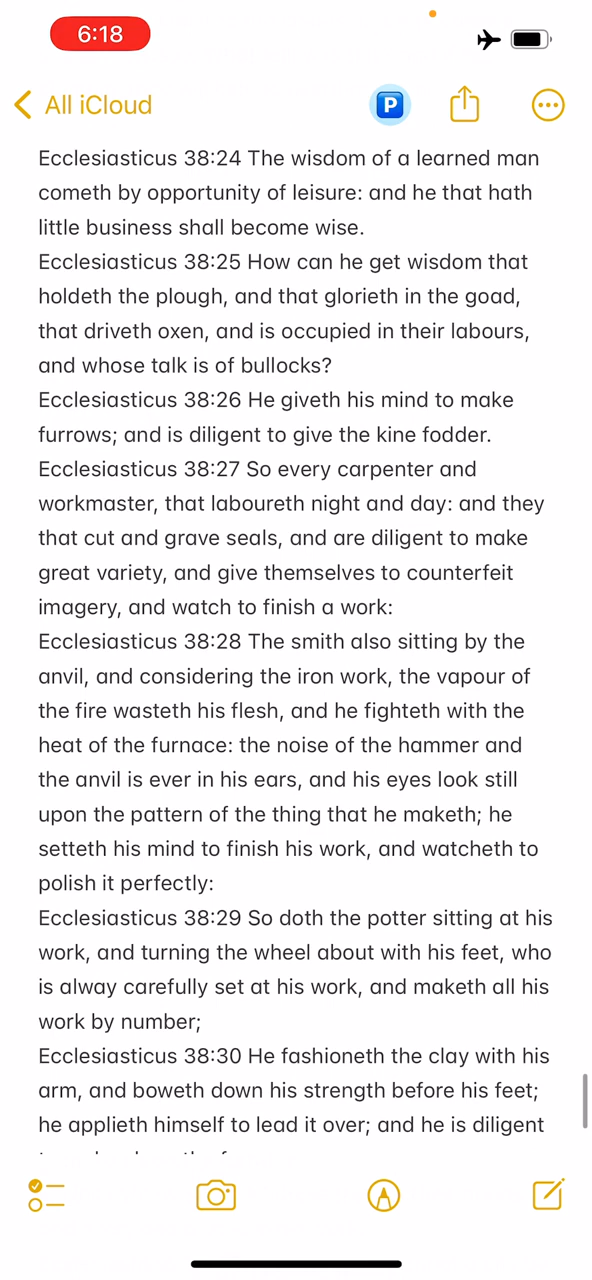 6:18
All iCloud
P
Ecclesiasticus 38:24 The wisdom of a learned man
cometh by opportunity of leisure: and he that hath
little business shall become wise.
Ecclesiasticus 38:25 How can he get wisdom that
holdeth the plough, and that glorieth in the goad,
that driveth oxen, and is occupied in their labours,
and whose talk is of bullocks?
Ecclesiasticus 38:26 He giveth his mind to make
furrows; and is diligent to give the kine fodder.
Ecclesiasticus 38:27 So every carpenter and
workmaster, that laboureth night and day: and they
that cut and grave seals, and are diligent to make
great variety, and give themselves to counterfeit
imagery, and watch to finish a work:
Ecclesiasticus 38:28 The smith also sitting by the
anvil, and considering the iron work, the vapour of
the fire wasteth his flesh, and he fighteth with the
heat of the furnace: the noise of the hammer and
the anvil is ever in his ears, and his eyes look still
upon the pattern of the thing that he maketh; he
setteth his mind to finish his work, and watcheth to
polish it perfectly:
Ecclesiasticus 38:29 So doth the potter sitting at his
work, and turning the wheel about with his feet, who
is alway carefully set at his work, and maketh all his
work by number;
Ecclesiasticus 38:30 He fashioneth the clay with his
arm, and boweth down his strength before his feet;
he applieth himself to lead it over; and he is diligent